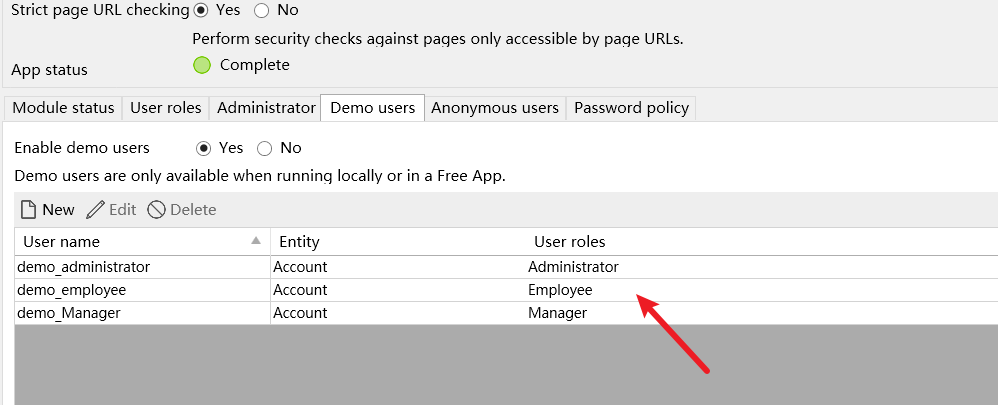 Strict page URL checking Yes No
Perform security checks against pages only accessible by page URLs.
App status Complete
Module status User roles Administrator Demo users Anonymous users Password policy
Enable demo users Yes No
Demo users are only available when running locally or in a Free App.
New Edit Delete
User name Entity User roles
demo_administrator Account Administrator
demo_employee Account Employee
demo_Manager Account Manager